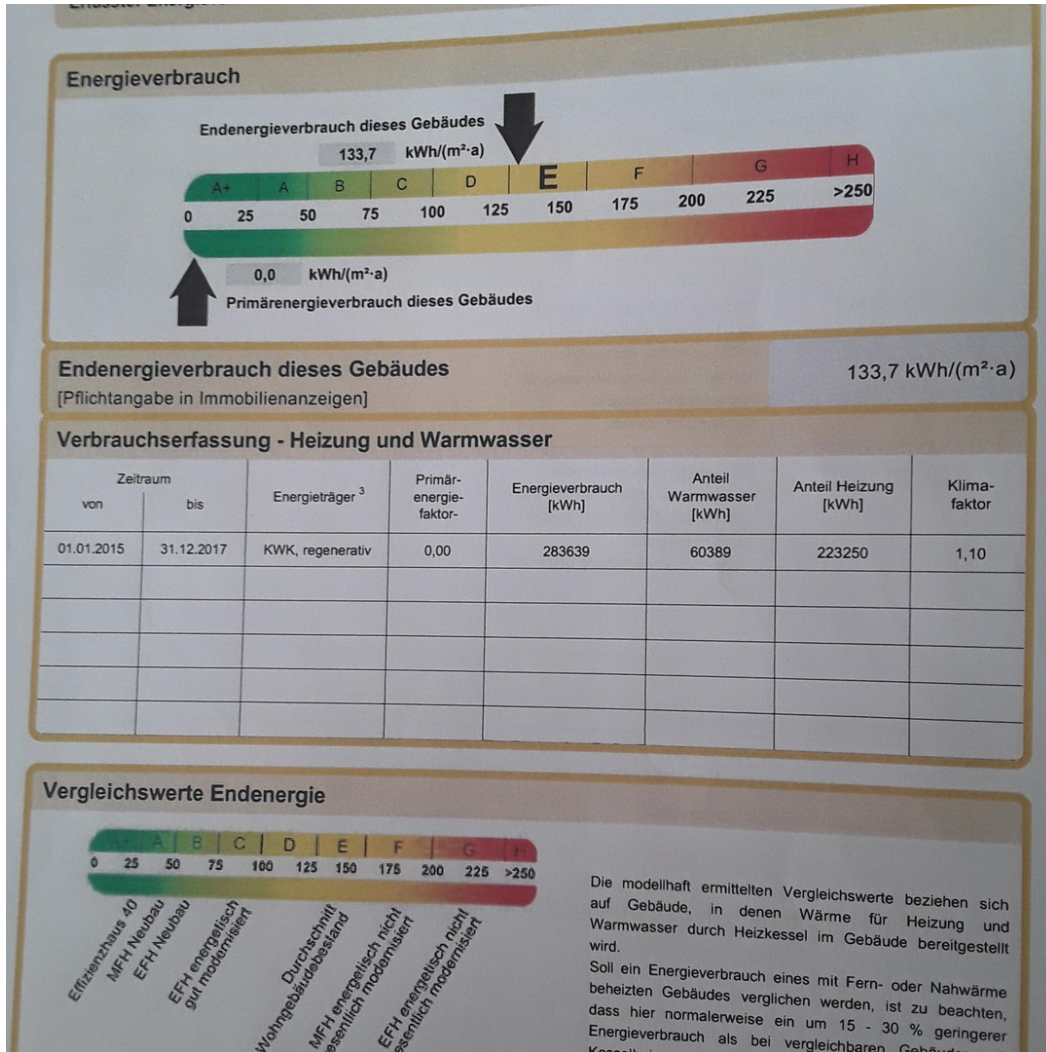 Energieverbrauch
Endenergieverbrauch dieses Gebäudes
133,7 kWh/(m²·a)
A+ A B C D E F G H
0 25 50 75 100 125 150 175 200 225 >250
0,0 kWh/(m²·a)
Primärenergieverbrauch dieses Gebäudes
Endenergieverbrauch dieses Gebäudes
133,7 kWh/(m²·a)
[Pflichtangabe in Immobilienanzeigen]
Verbrauchserfassung - Heizung und Warmwasser
Zeitraum
von bis
Energieträger ³
Primär-
energie-
faktor-
Energieverbrauch
[kWh]
Anteil
Warmwasser
[kWh]
Anteil Heizung
[kWh]
Klima-
faktor
01.01.2015 31.12.2017 KWK, regenerativ 0,00 283639 60389 223250 1,10
Vergleichswerte Endenergie
A+ A B C D E F G H
0 25 50 75 100 125 150 175 200 225 >250
Effizienzhaus 40
MFH Neubau
EFH Neubau
EFH energetisch
gut modernisiert
Durchschnitt
Wohngebäudebestand
MFH energetisch nicht
modernisiert
EFH energetisch nicht
modernisiert
Die modellhaft ermittelten Vergleichswerte beziehen sich
auf Gebäude, in denen Wärme für Heizung und
Warmwasser durch Heizkessel im Gebäude bereitgestellt
wird.
Soll ein Energieverbrauch eines mit Fern- oder Nahwärme
beheizten Gebäudes verglichen werden, ist zu beachten,
dass hier normalerweise ein um 15 - 30 % geringerer
Energieverbrauch als bei vergleichbaren